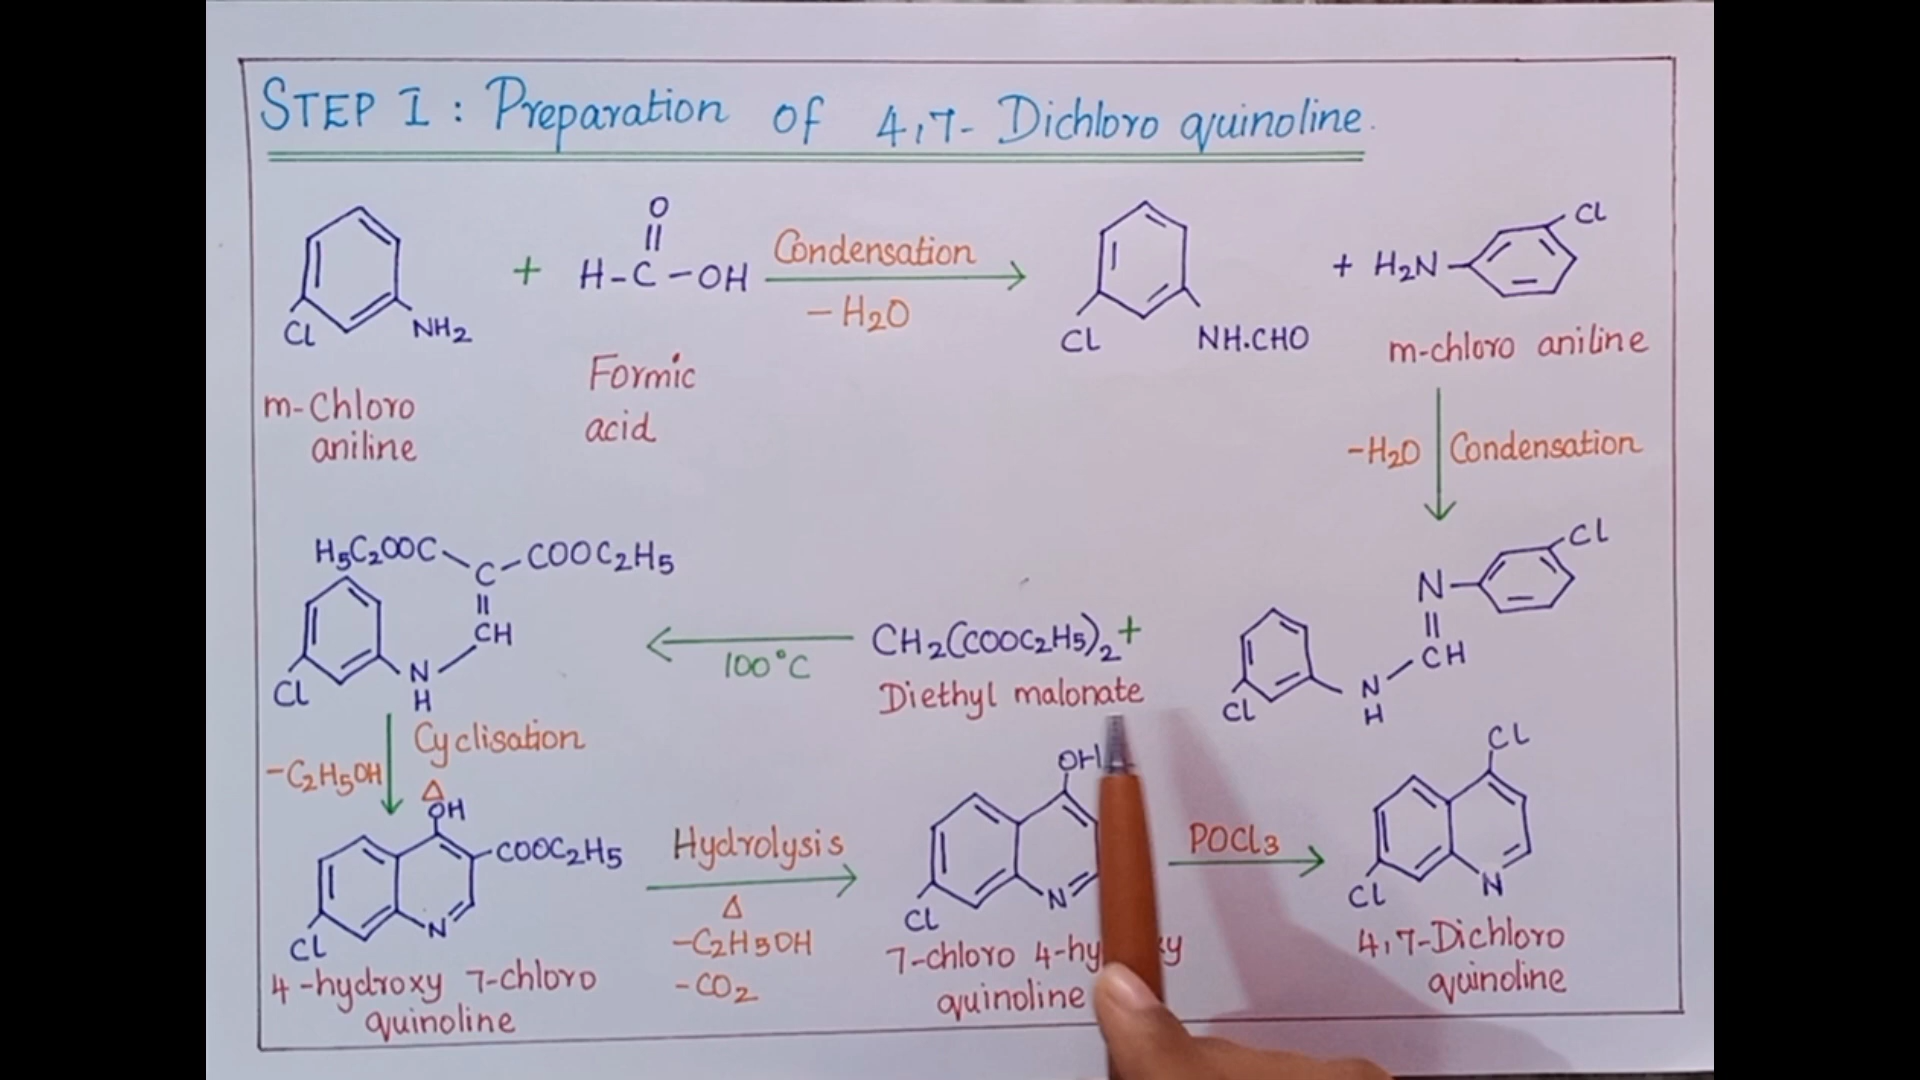 STEP I : Preparation of 4,7- Dichloro quinoline.
Cl NH2
+
O
H-C-OH
Condensation
-H2O
Cl NH.CHO
+ H2N Cl
m-Chloro
aniline
Formic
acid
m-chloro aniline
-H2O Condensation
H5C2OOC C COOC2H5
CH
Cl N
H
100°C
CH2(COOC2H5)2 +
Diethyl malonate
N Cl
CH
Cl N
H
-C2H5OH Cyclisation
Δ
OH
COOC2H5
Cl N
4-hydroxy 7-chloro
quinoline
Hydrolysis
Δ
-C2H5OH
-CO2
OH
Cl N
7-chloro
quinoline
POCl3
Cl
Cl N
4,7-Dichloro
quinoline